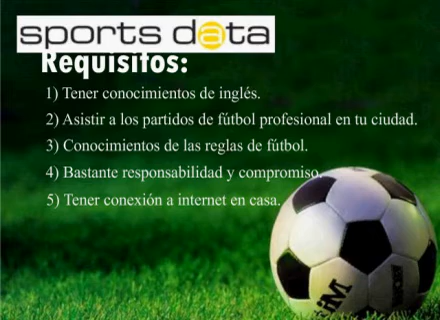 sports data
Requisitos:
1) Tener conocimientos de inglés.
2) Asistir a los partidos de fútbol profesional en tu ciudad.
3) Conocimientos de las reglas de fútbol.
4) Bastante responsabilidad y compromiso.
5) Tener conexión a internet en casa.